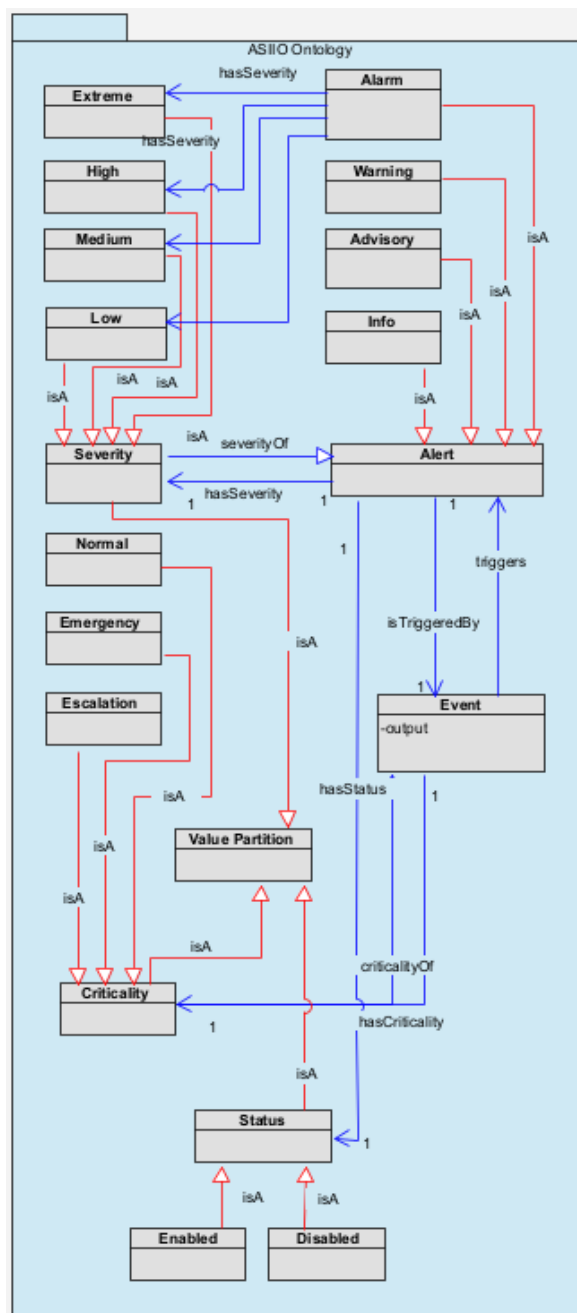 ASIIO Ontology
hasSeverity
Extreme
Alarm
hasSeverity
High
Warning
Medium
Advisory
isA
isA
Low
Info
isA
isA
isA
isA
isA
isA
Severity
isA
severityOf
Alert
hasSeverity
1
1
1
1
Normal
triggers
Emergency
isTriggeredBy
isA
Escalation
1
Event
-output
hasStatus
1
isA
Value Partition
isA
isA
isA
criticalityOf
Criticality
1
hasCriticality
isA
Status
1
isA
isA
Enabled
Disabled